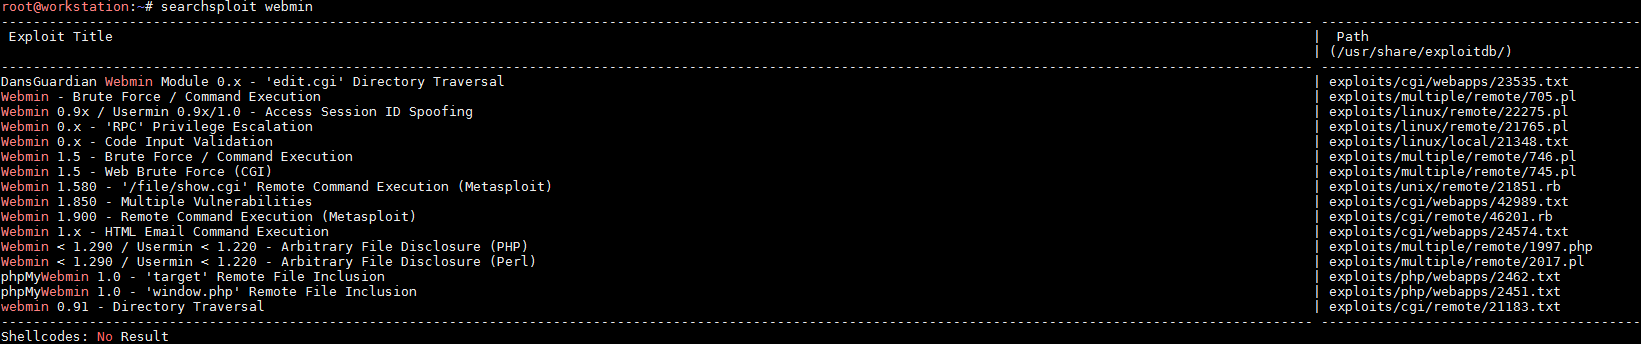 root@workstation:~# searchsploit webmin
---------------------------------------------------------------- ----------------------------------------
Exploit Title | Path
| (/usr/share/exploitdb/)
---------------------------------------------------------------- ----------------------------------------
DansGuardian Webmin Module 0.x - 'edit.cgi' Directory Traversal | exploits/cgi/webapps/23535.txt
Webmin - Brute Force / Command Execution | exploits/multiple/remote/705.pl
Webmin 0.9x / Usermin 0.9x/1.0 - Access Session ID Spoofing | exploits/linux/remote/22275.pl
Webmin 0.x - 'RPC' Privilege Escalation | exploits/linux/remote/21765.pl
Webmin 0.x - Code Input Validation | exploits/linux/local/21348.txt
Webmin 1.5 - Brute Force / Command Execution | exploits/multiple/remote/746.pl
Webmin 1.5 - Web Brute Force (CGI) | exploits/multiple/remote/745.pl
Webmin 1.580 - '/file/show.cgi' Remote Command Execution (Metasploit) | exploits/unix/remote/21851.rb
Webmin 1.850 - Multiple Vulnerabilities | exploits/cgi/webapps/42989.txt
Webmin 1.900 - Remote Command Execution (Metasploit) | exploits/cgi/remote/46201.rb
Webmin 1.x - HTML Email Command Execution | exploits/cgi/webapps/24574.txt
Webmin < 1.290 / Usermin < 1.220 - Arbitrary File Disclosure (PHP) | exploits/multiple/remote/1997.php
Webmin < 1.290 / Usermin < 1.220 - Arbitrary File Disclosure (Perl) | exploits/multiple/remote/2017.pl
phpMyWebmin 1.0 - 'target' Remote File Inclusion | exploits/php/webapps/2462.txt
phpMyWebmin 1.0 - 'window.php' Remote File Inclusion | exploits/php/webapps/2451.txt
webmin 0.91 - Directory Traversal | exploits/cgi/remote/21183.txt
---------------------------------------------------------------- ----------------------------------------
Shellcodes: No Result